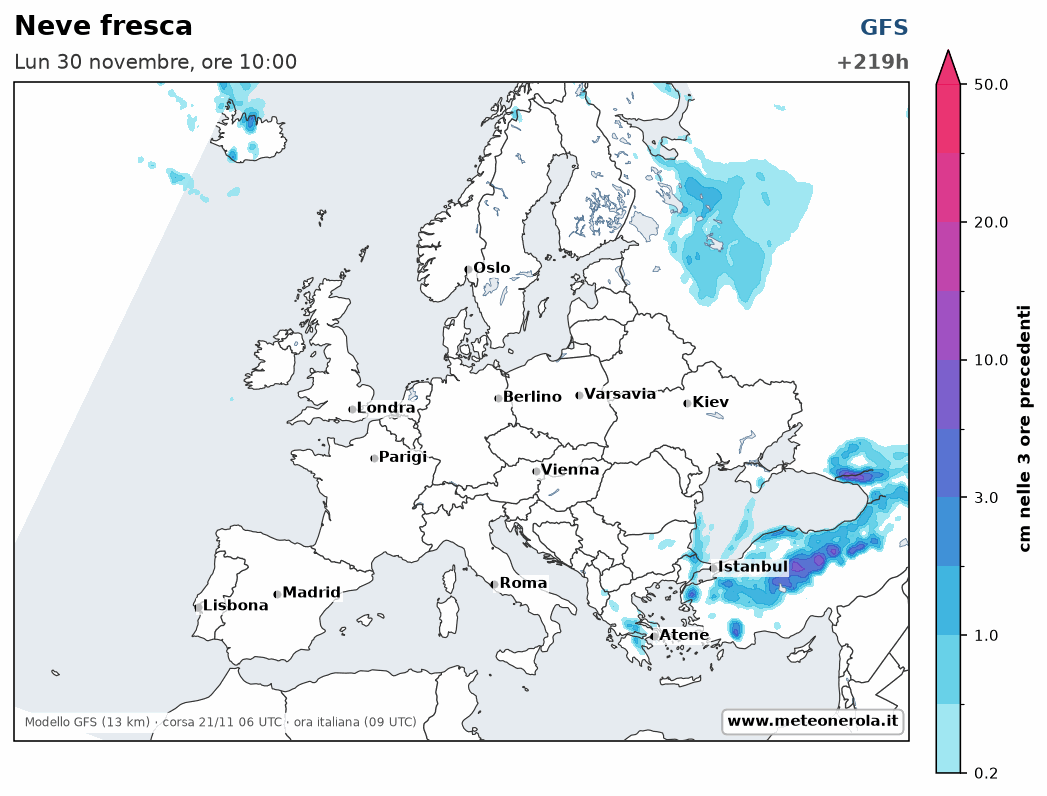 Neve fresca
GFS
Lun 30 novembre, ore 10:00
+219h
50.0
20.0
10.0
3.0
1.0
0.2
cm nelle 3 ore precedenti
Oslo
Berlino
Varsavia
Kiev
Londra
Parigi
Vienna
Istanbul
Roma
Madrid
Lisbona
Atene
Modello GFS (13 km) · corsa 21/11 06 UTC · ora italiana (09 UTC)
www.meteonerola.it